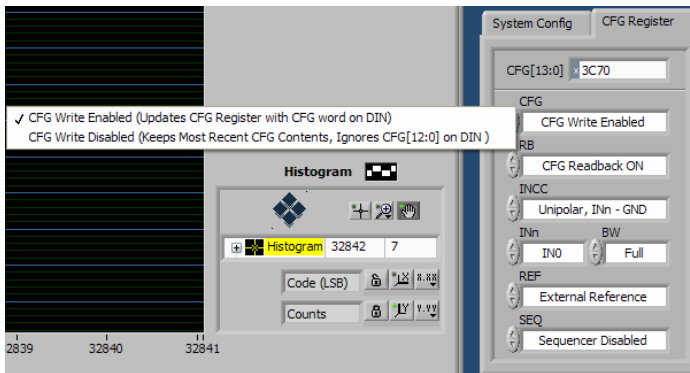 System Config CFG Register
CFG[13:0] x 3C70
CFG
CFG Write Enabled
✓ CFG Write Enabled (Updates CFG Register with CFG word on DIN)
CFG Write Disabled (Keeps Most Recent CFG Contents, Ignores CFG[12:0] on DIN )
RB
CFG Readback ON
INCC
Unipolar, INn - GND
INn BW
IN0 Full
REF
External Reference
SEQ
Sequencer Disabled
Histogram
Histogram 32842 7
Code (LSB) X X.XX
Counts Y Y.YY
2839 32840 32841